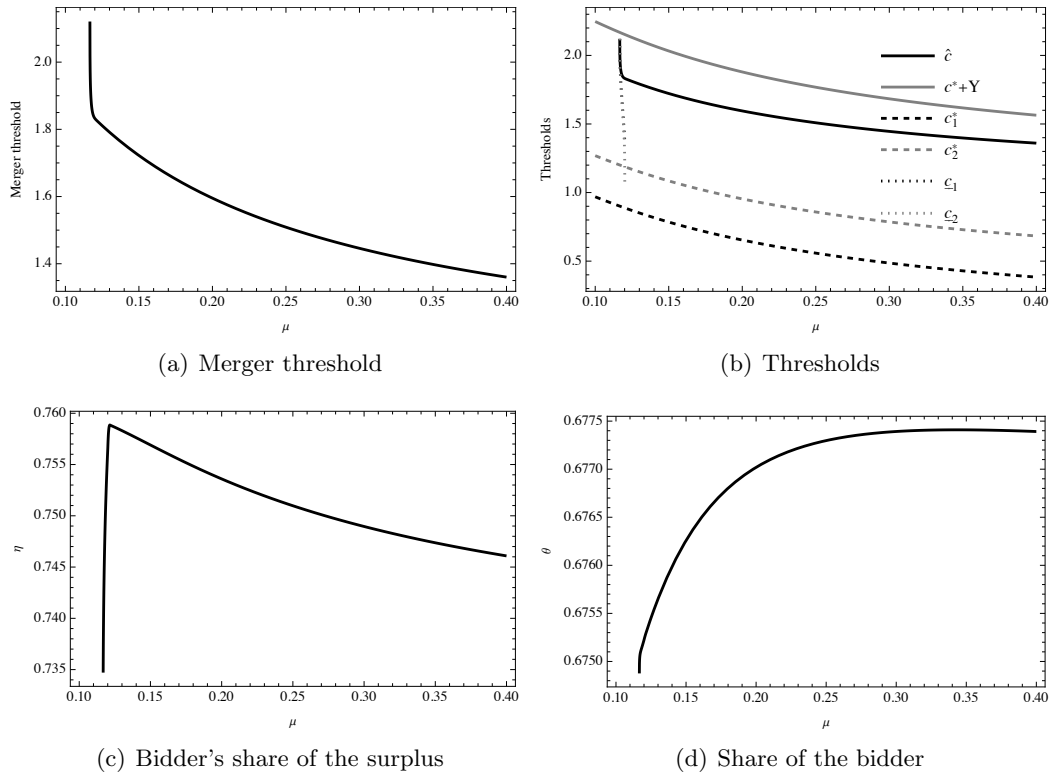 2.0
1.8
1.6
1.4
Merger threshold
0.10 0.15 0.20 0.25 0.30 0.35 0.40
μ
(a) Merger threshold
2.0
1.5
1.0
0.5
Thresholds
ĉ
c*+Y
c₁*
c₂*
c̲₁
c̲₂
0.10 0.15 0.20 0.25 0.30 0.35 0.40
μ
(b) Thresholds
0.760
0.755
0.750
0.745
0.740
0.735
η
0.10 0.15 0.20 0.25 0.30 0.35 0.40
μ
(c) Bidder's share of the surplus
0.6775
0.6770
0.6765
0.6760
0.6755
0.6750
θ
0.10 0.15 0.20 0.25 0.30 0.35 0.40
μ
(d) Share of the bidder